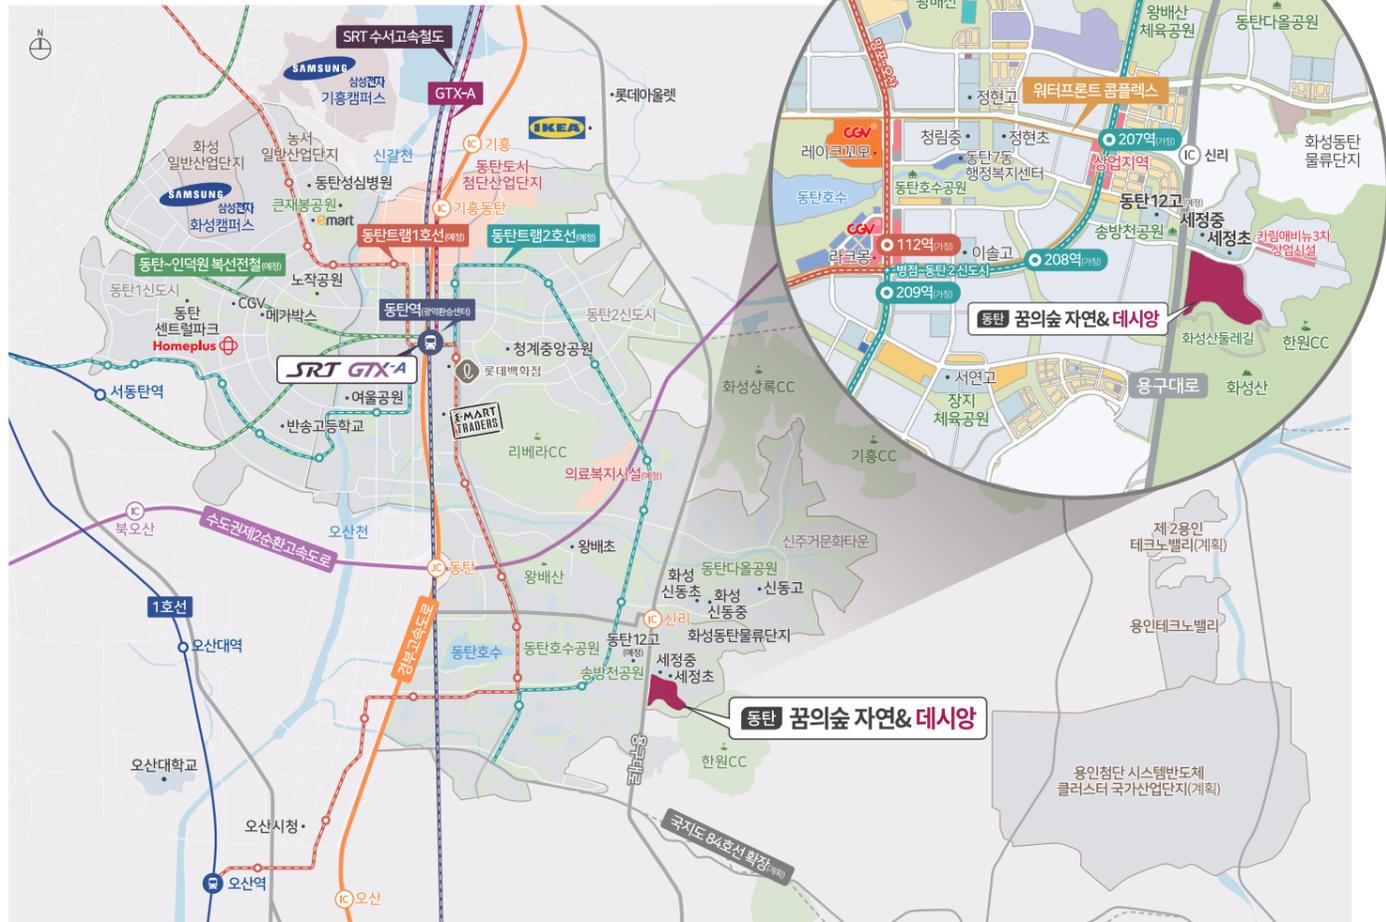 N
SRT 수서고속철도
GTX-A
SAMSUNG
삼성전자
기흥캠퍼스
IKEA
롯데아울렛
IC 기흥
화성
일반산업단지
농서
일반산업단지
신갈천
동탄도시
첨단산업단지
SAMSUNG
삼성전자
화성캠퍼스
동탄성심병원
큰재봉공원
emart
IC 기흥동탄
동탄트램1호선(예정)
동탄트램2호선(예정)
동탄~인덕원 복선전철(예정)
노작공원
동탄1신도시
CGV
메가박스
동탄
센트럴파크
Homeplus
동탄역(광역환승센터)
동탄2신도시
SRT GTX-A
청계중앙공원
롯데백화점
서동탄역
여울공원
반송고등학교
E-MART
TRADERS
리베라CC
의료복지시설(예정)
화성상록CC
기흥CC
IC
북오산
수도권제2순환고속도로
오산천
JC 동탄
왕배초
왕배산
신주거문화타운
화성
신동초
동탄다올공원
화성
신동중
신동고
IC 신리
화성동탄물류단지
1호선
오산대역
경부고속도로
동탄호수
동탄호수공원
동탄12고
(예정)
송방천공원
세정중
세정초
동탄 꿈의숲 자연& 데시앙
한원CC
용구대로
오산대학교
오산시청
오산역
IC 오산
국지도 84호선 확장(계획)
제 2용인
테크노밸리(계획)
용인테크노밸리
용인첨단 시스템반도체
클러스터 국가산업단지(계획)
왕배산
왕배산
체육공원
동탄다올공원
정현고
워터프론트 콤플렉스
CGV
레이크꼬모
청림중
정현초
207역(가칭)
상업지역
IC 신리
화성동탄
물류단지
동탄7동
행정복지센터
동탄호수
동탄호수공원
동탄12고(예정)
세정중
세정초
송방천공원
카림애비뉴3차
상업시설
CGV
라크몽
112역(가칭)
이솔고
208역(가칭)
병점~동탄2신도시
209역(가칭)
동탄 꿈의숲 자연& 데시앙
화성산둘레길
한원CC
서연고
장지
체육공원
용구대로
화성산